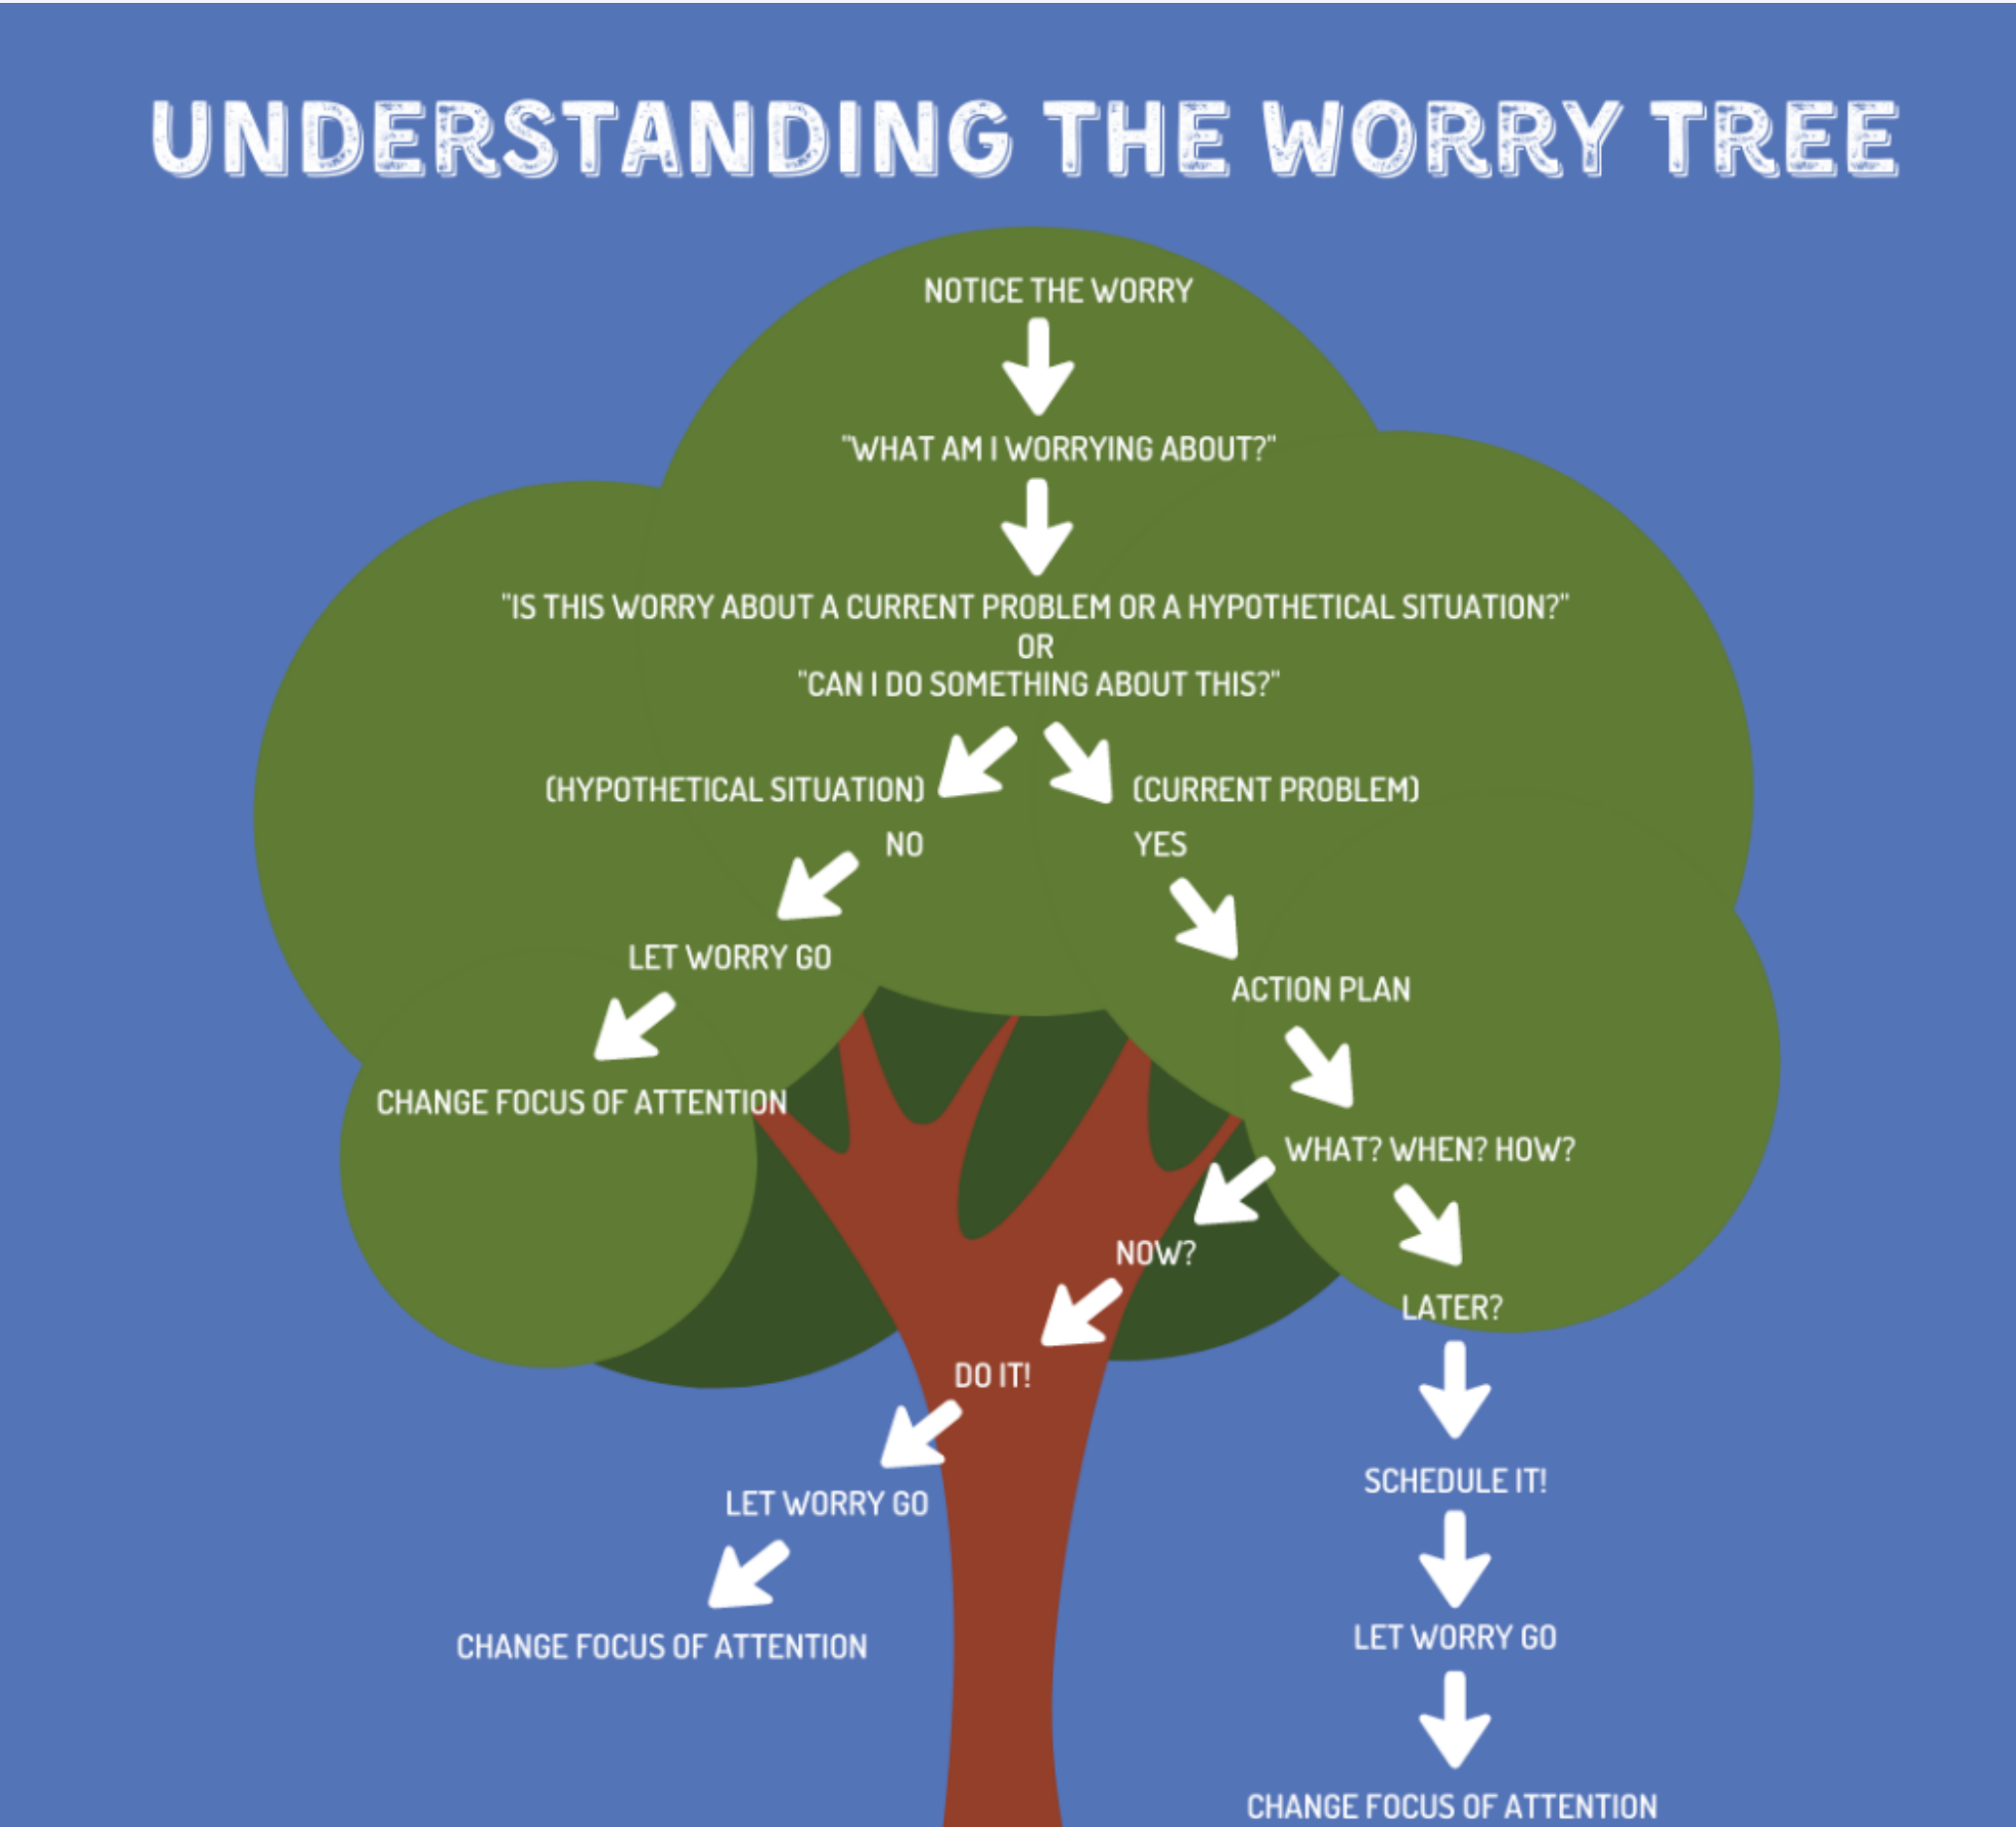 UNDERSTANDING THE WORRY TREE
NOTICE THE WORRY
"WHAT AM I WORRYING ABOUT?"
"IS THIS WORRY ABOUT A CURRENT PROBLEM OR A HYPOTHETICAL SITUATION?"
OR
"CAN I DO SOMETHING ABOUT THIS?"
(HYPOTHETICAL SITUATION)
NO
LET WORRY GO
CHANGE FOCUS OF ATTENTION
(CURRENT PROBLEM)
YES
ACTION PLAN
WHAT? WHEN? HOW?
NOW?
DO IT!
LET WORRY GO
CHANGE FOCUS OF ATTENTION
LATER?
SCHEDULE IT!
LET WORRY GO
CHANGE FOCUS OF ATTENTION